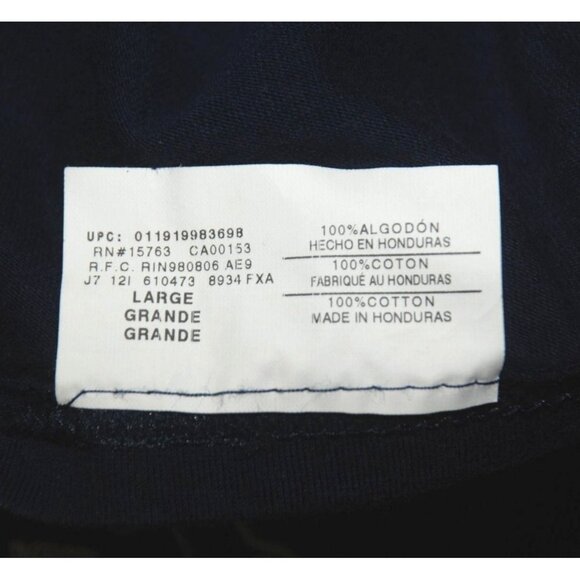 UPC: 011919983698
RN#15763 CA00153
R.F.C. RIN980806 AE9
J7 12I 610473 8934 FXA
LARGE
GRANDE
GRANDE
100%ALGODÓN
HECHO EN HONDURAS
100%COTON
FABRIQUÉ AU HONDURAS
100%COTTON
MADE IN HONDURAS